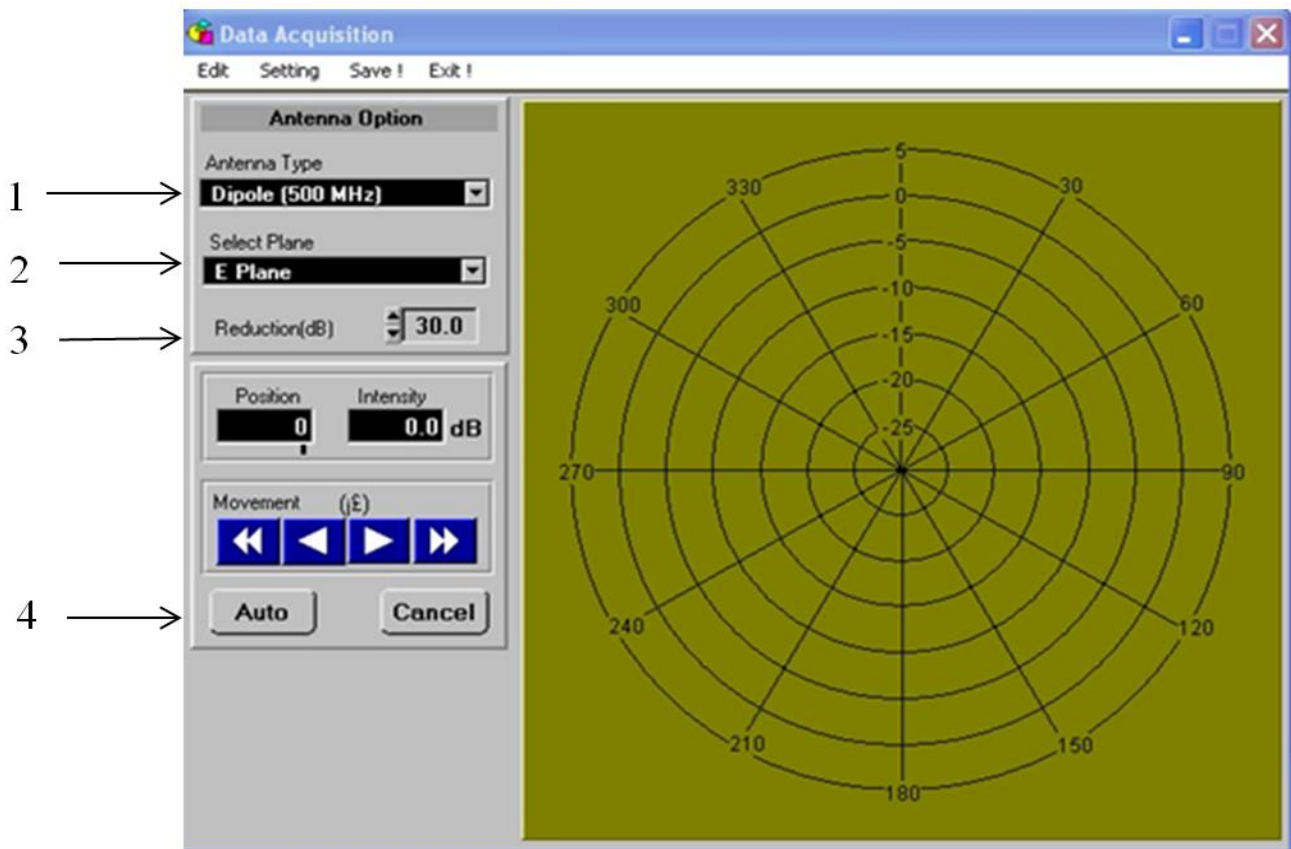 Data Acquisition
Edit Setting Save ! Exit !
Antenna Option
Antenna Type
1
Dipole (500 MHz)
Select Plane
2
E Plane
3
Reduction(dB) 30.0
Position Intensity
0 0.0 dB
Movement (j£)
4
Auto Cancel
5
0
-5
-10
-15
-20
-25
330 30
300 60
270 90
240 120
210 150
180